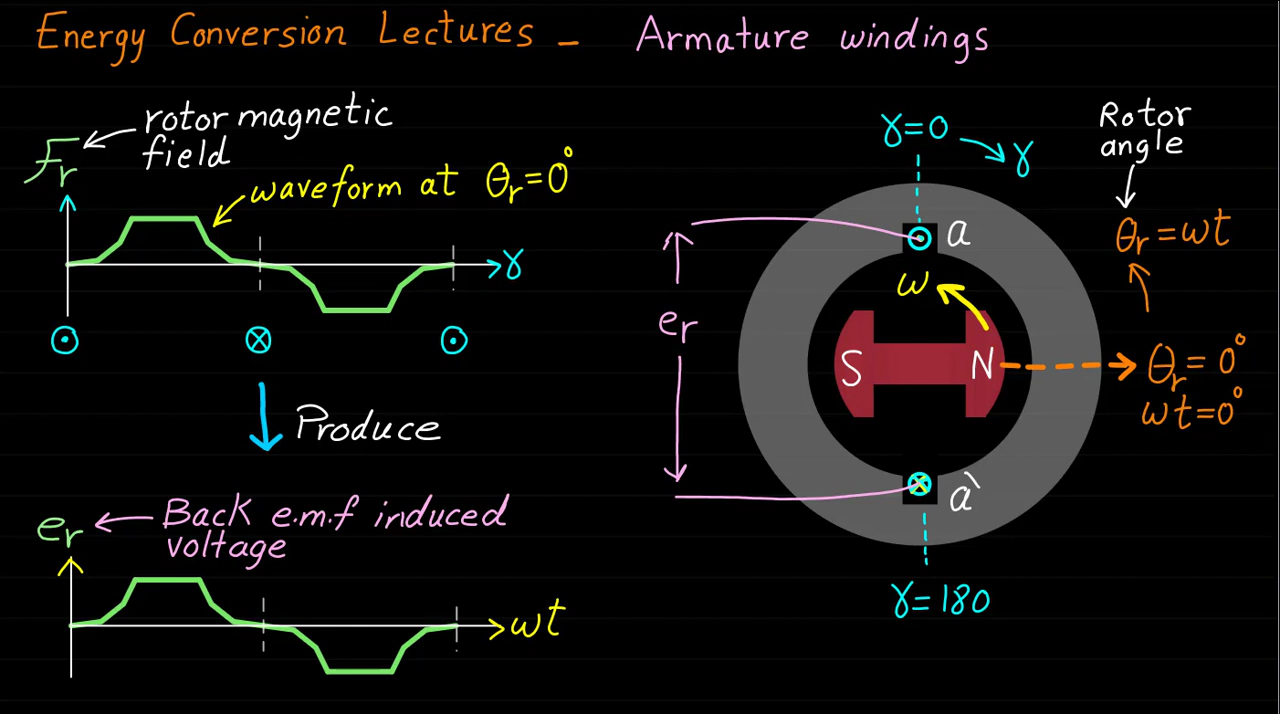 Energy Conversion Lectures - Armature windings
rotor magnetic
field
Fr
waveform at θr=0°
γ
Produce
er
Back e.m.f induced
voltage
ωt
γ=0
γ
a
ω
er
S
N
a`
γ=180
Rotor
angle
θr=ωt
θr=0°
ωt=0°